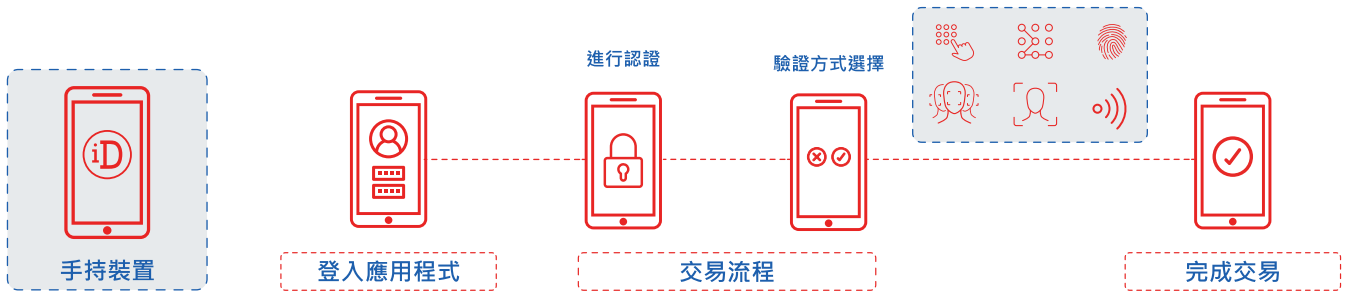 進行認證
驗證方式選擇
iD
手持裝置
登入應用程式
交易流程
完成交易